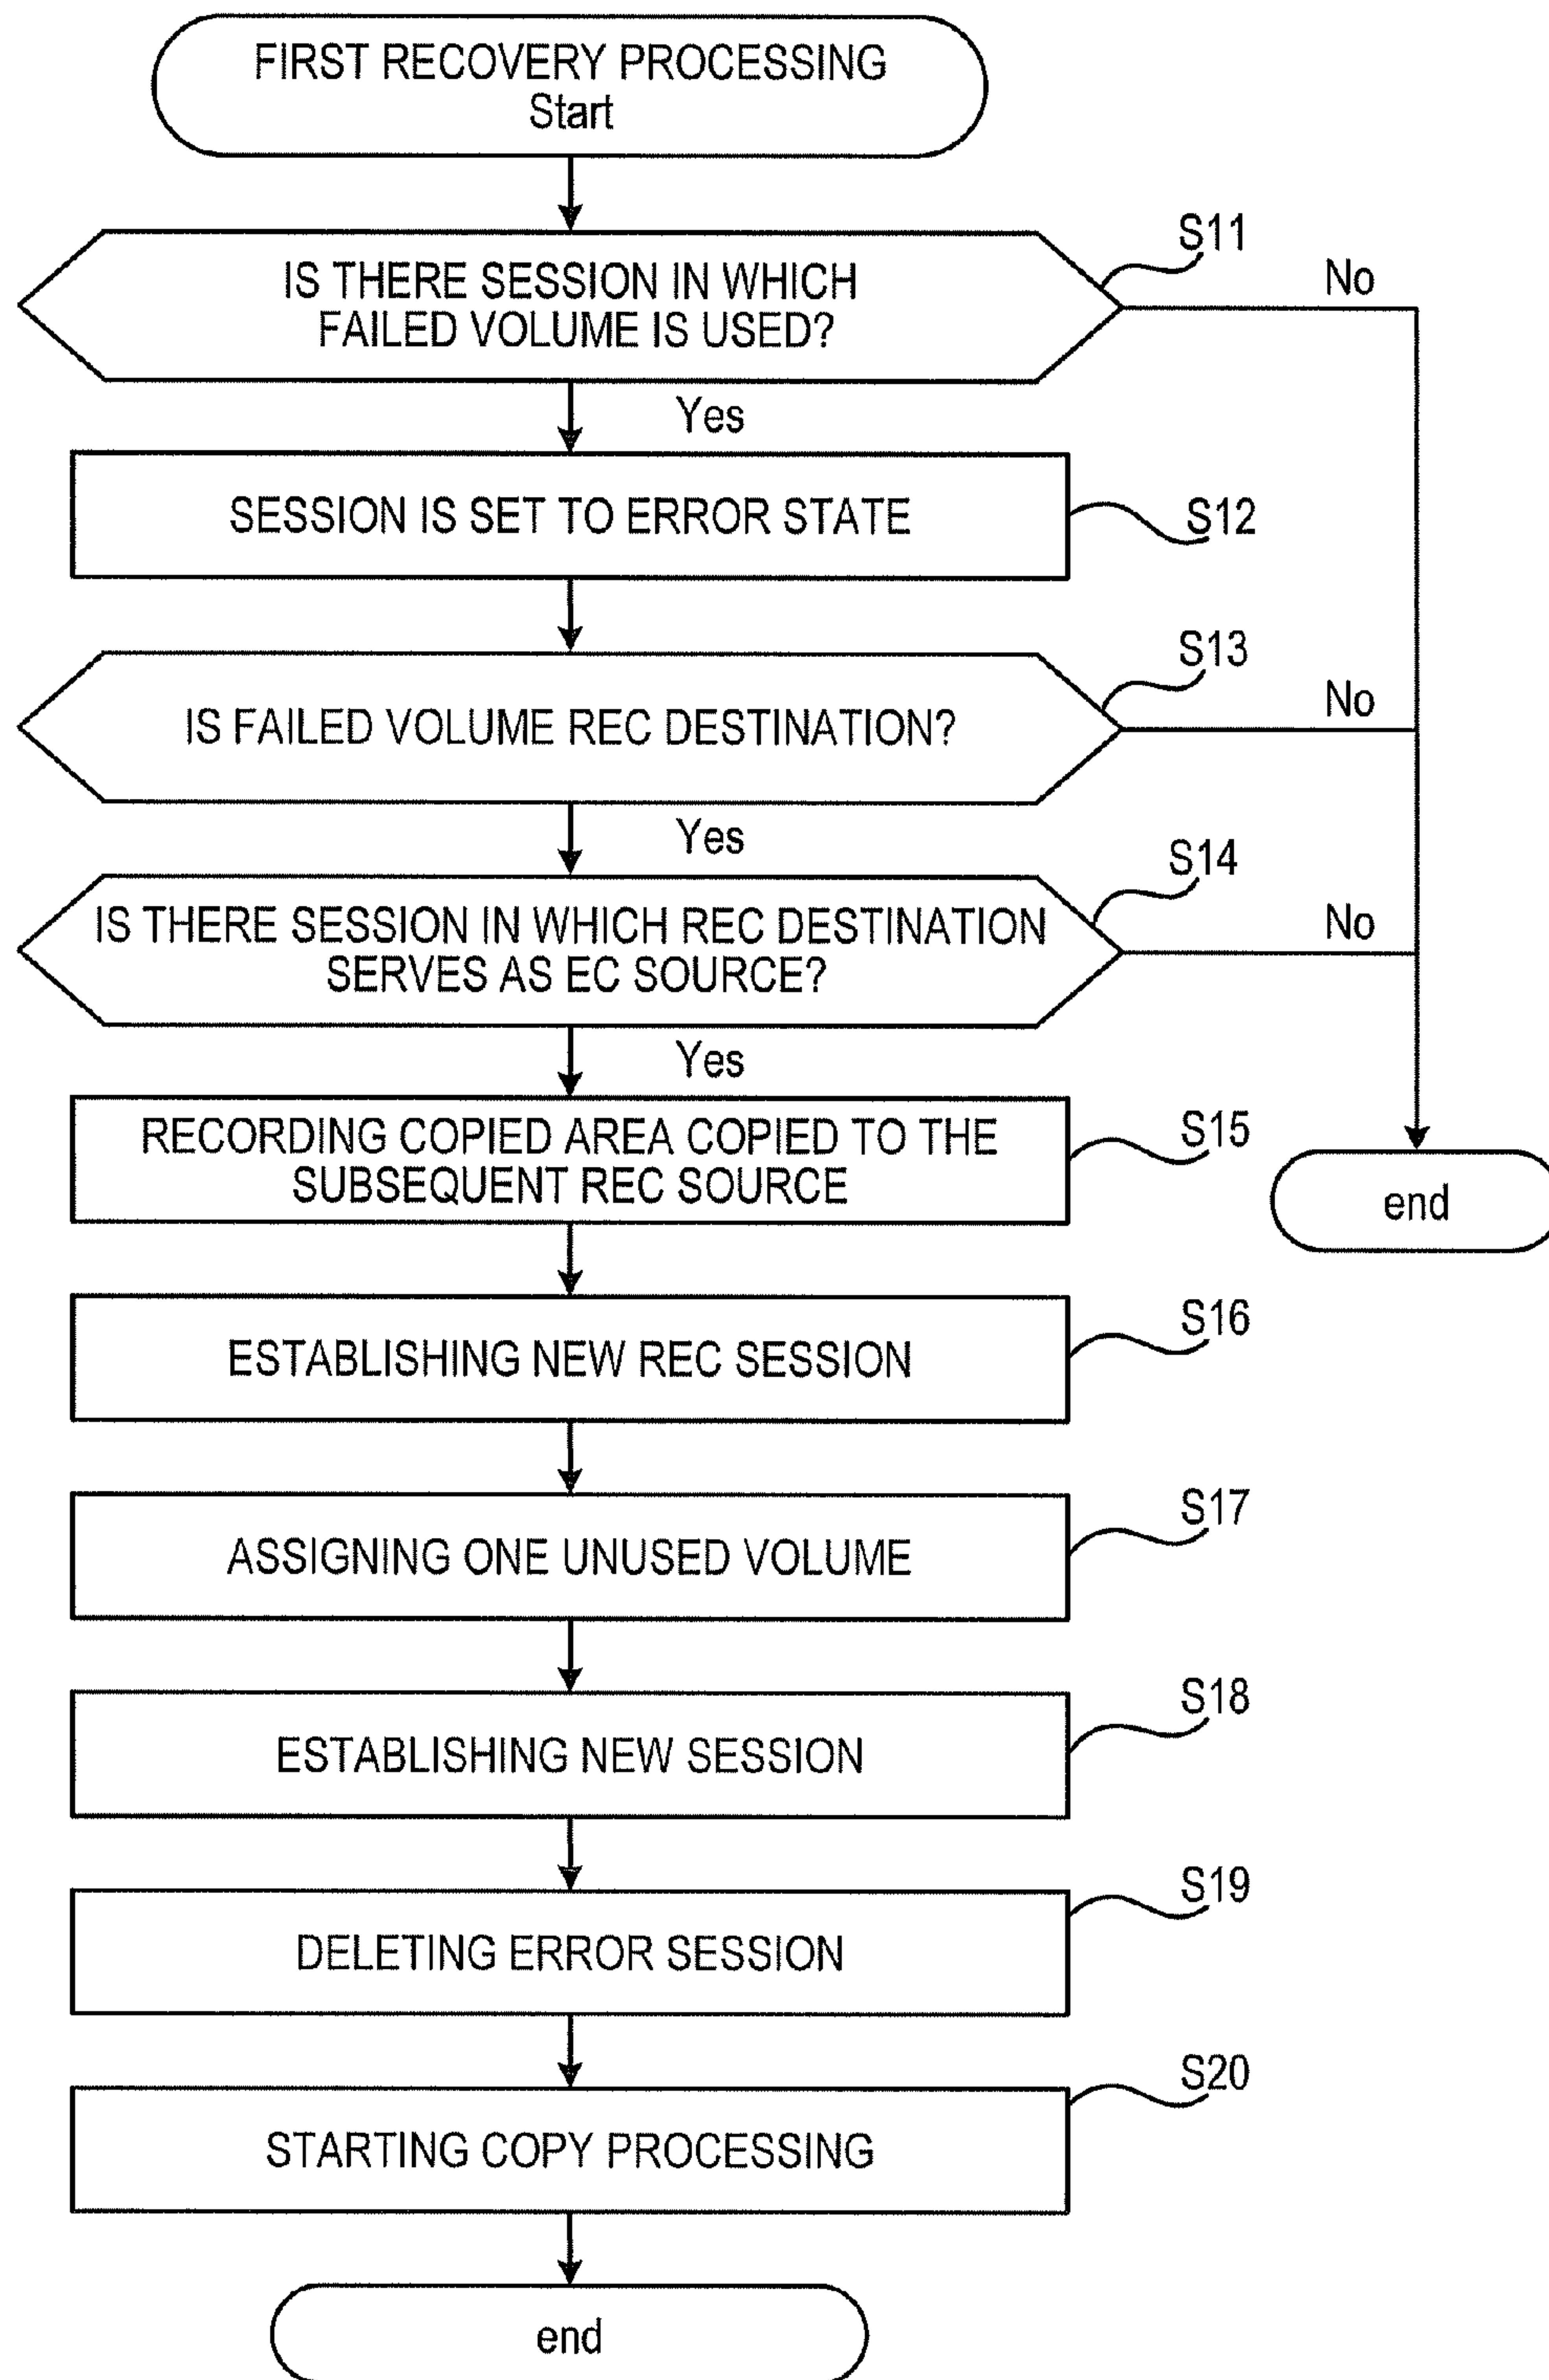 FIRST RECOVERY PROCESSING
Start
S11
No
IS THERE SESSION IN WHICH
FAILED VOLUME IS USED?
Yes
SESSION IS SET TO ERROR STATE
S12
S13
No
IS FAILED VOLUME REC DESTINATION?
Yes
S14
No
IS THERE SESSION IN WHICH REC DESTINATION
SERVES AS EC SOURCE?
Yes
RECORDING COPIED AREA COPIED TO THE
SUBSEQUENT REC SOURCE
S15
end
S16
ESTABLISHING NEW REC SESSION
S17
ASSIGNING ONE UNUSED VOLUME
S18
ESTABLISHING NEW SESSION
S19
DELETING ERROR SESSION
S20
STARTING COPY PROCESSING
end